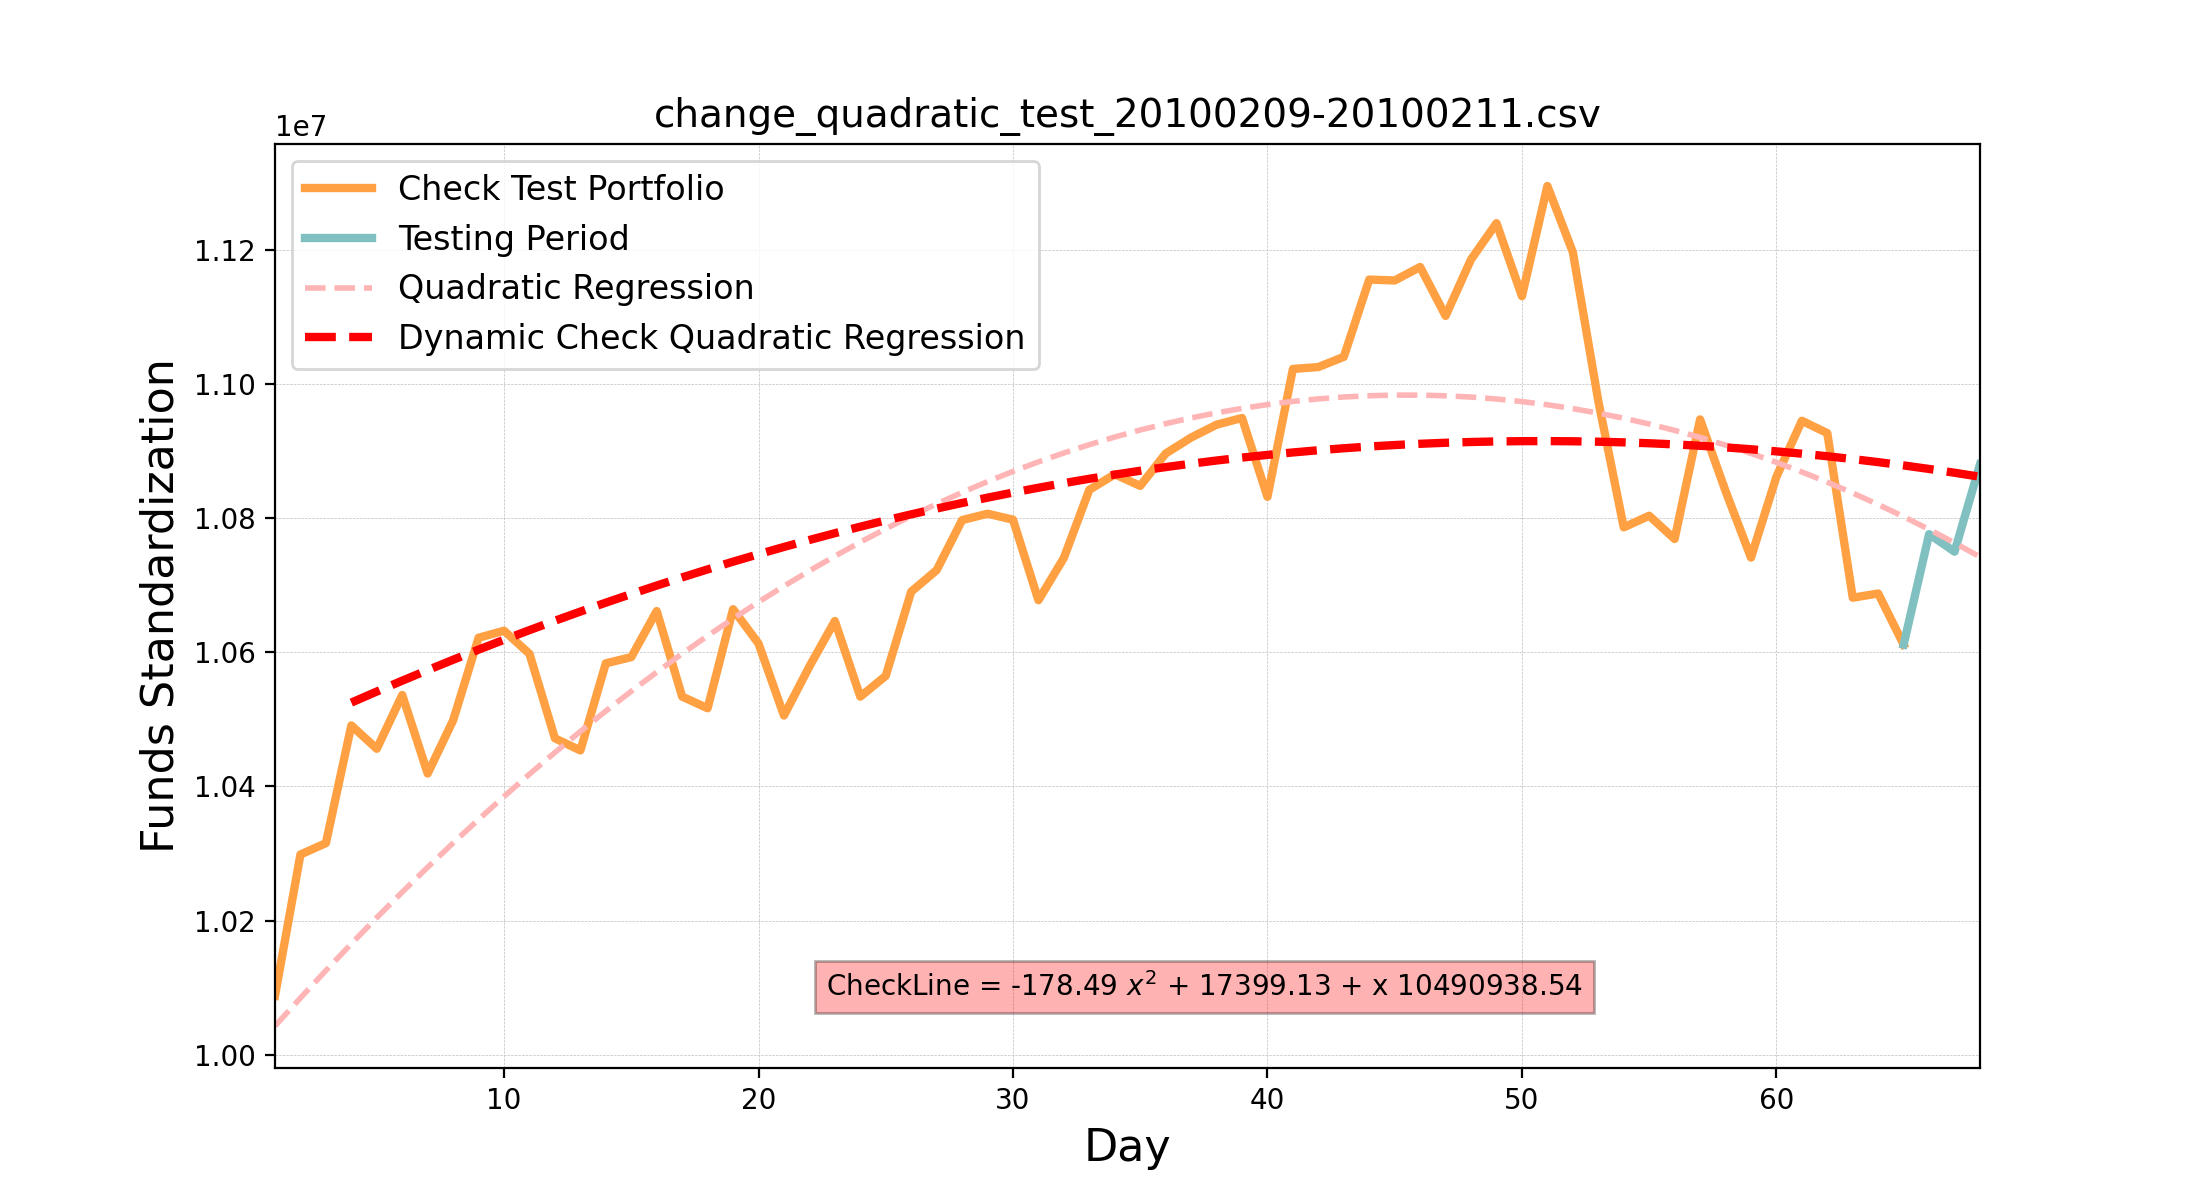 change_quadratic_test_20100209-20100211.csv
1e7
Check Test Portfolio
Testing Period
Quadratic Regression
Dynamic Check Quadratic Regression
1.12
1.10
1.08
1.06
1.04
1.02
1.00
Funds Standardization
CheckLine = -178.49 x² + 17399.13 + x 10490938.54
10 20 30 40 50 60
Day